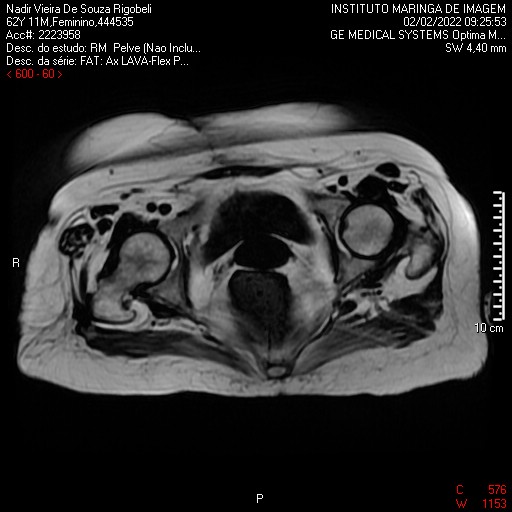 Nadir Vieira De Souza Rigobeli
62Y 11M,Feminino,444535
Acc#: 2223958
Desc. do estudo: RM  Pelve (Nao Inclu...
Desc. da série: FAT: Ax LAVA-Flex P...
< 600 - 60 >
INSTITUTO MARINGA DE IMAGEM
02/02/2022 09:25:53
GE MEDICAL SYSTEMS Optima M...
SW 4,40 mm
R
10 cm
P
C 576
W 1153